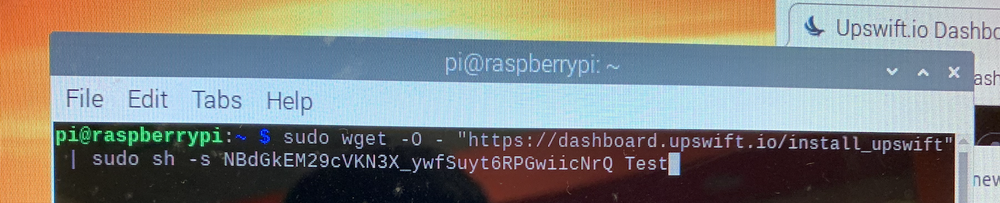 Upswift.io Dashbo
pi@raspberrypi: ~
ash
File Edit Tabs Help
pi@raspberrypi:~ $ sudo wget -O - "https://dashboard.upswift.io/install_upswift"
| sudo sh -s NBdGkEM29cVKN3X_ywfSuyt6RPGwiicNrQ Test
new